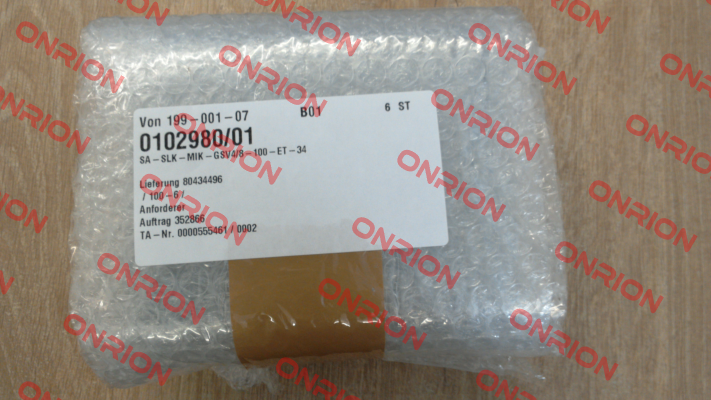 Von 199-001-07 B01 6 ST
0102980/01
SA-SLK-MIK-GSV4/8-100-ET-34
Lieferung 80434496
/ 100-6 /
Anforderer
Auftrag 352866
TA-Nr. 0000555461 / 0002
ONRION